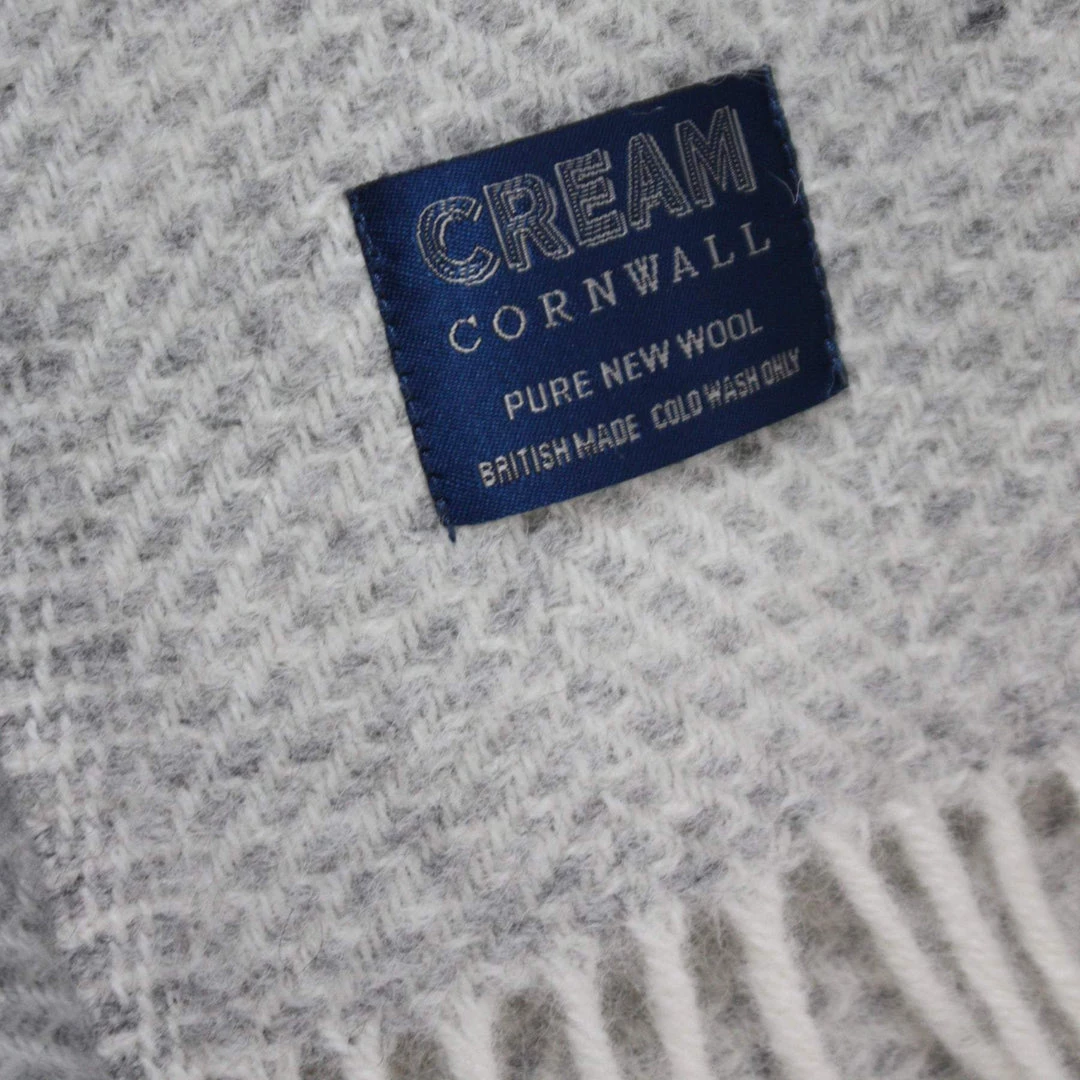 CREAM
CORNWALL
PURE NEW WOOL
BRITISH MADE COLD WASH ONLY